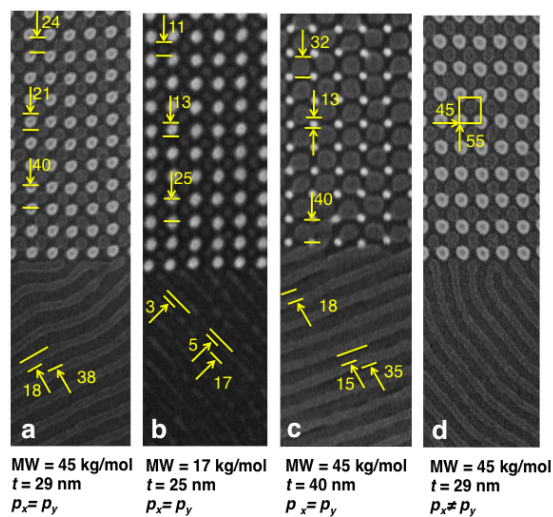 24
21
40
18
38
a
MW = 45 kg/mol
t = 29 nm
px= py
11
13
25
3
5
17
b
MW = 17 kg/mol
t = 25 nm
px= py
32
13
40
18
15
35
c
MW = 45 kg/mol
t = 40 nm
p x= py
45
55
d
MW = 45 kg/mol
t = 29 nm
px≠ py